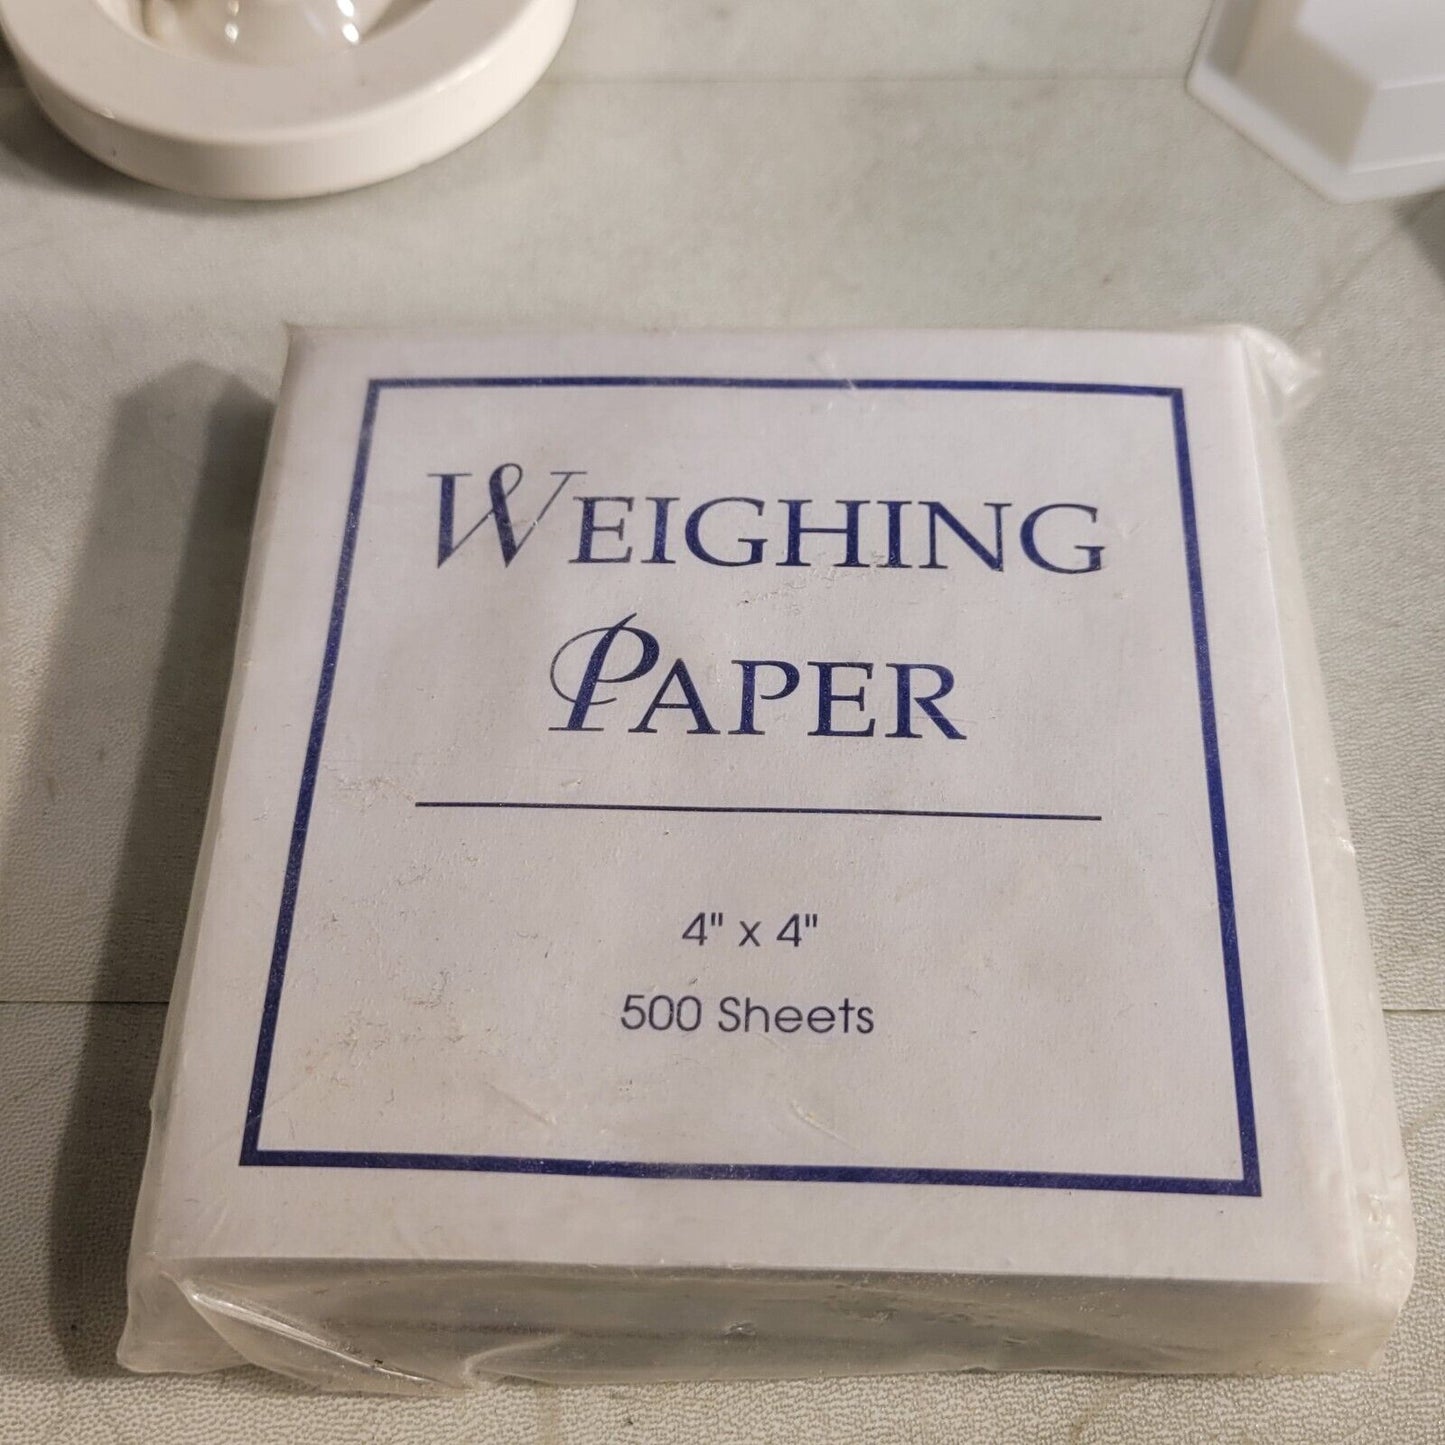 WEIGHING
PAPER
4" x 4"
500 Sheets